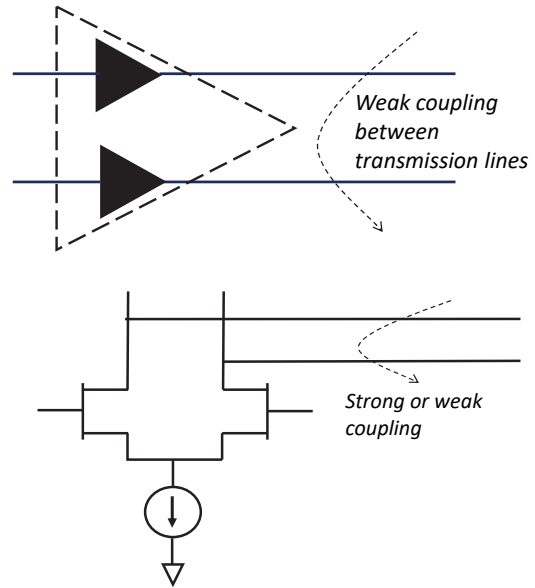 Weak coupling
between
transmission lines
Strong or weak
coupling